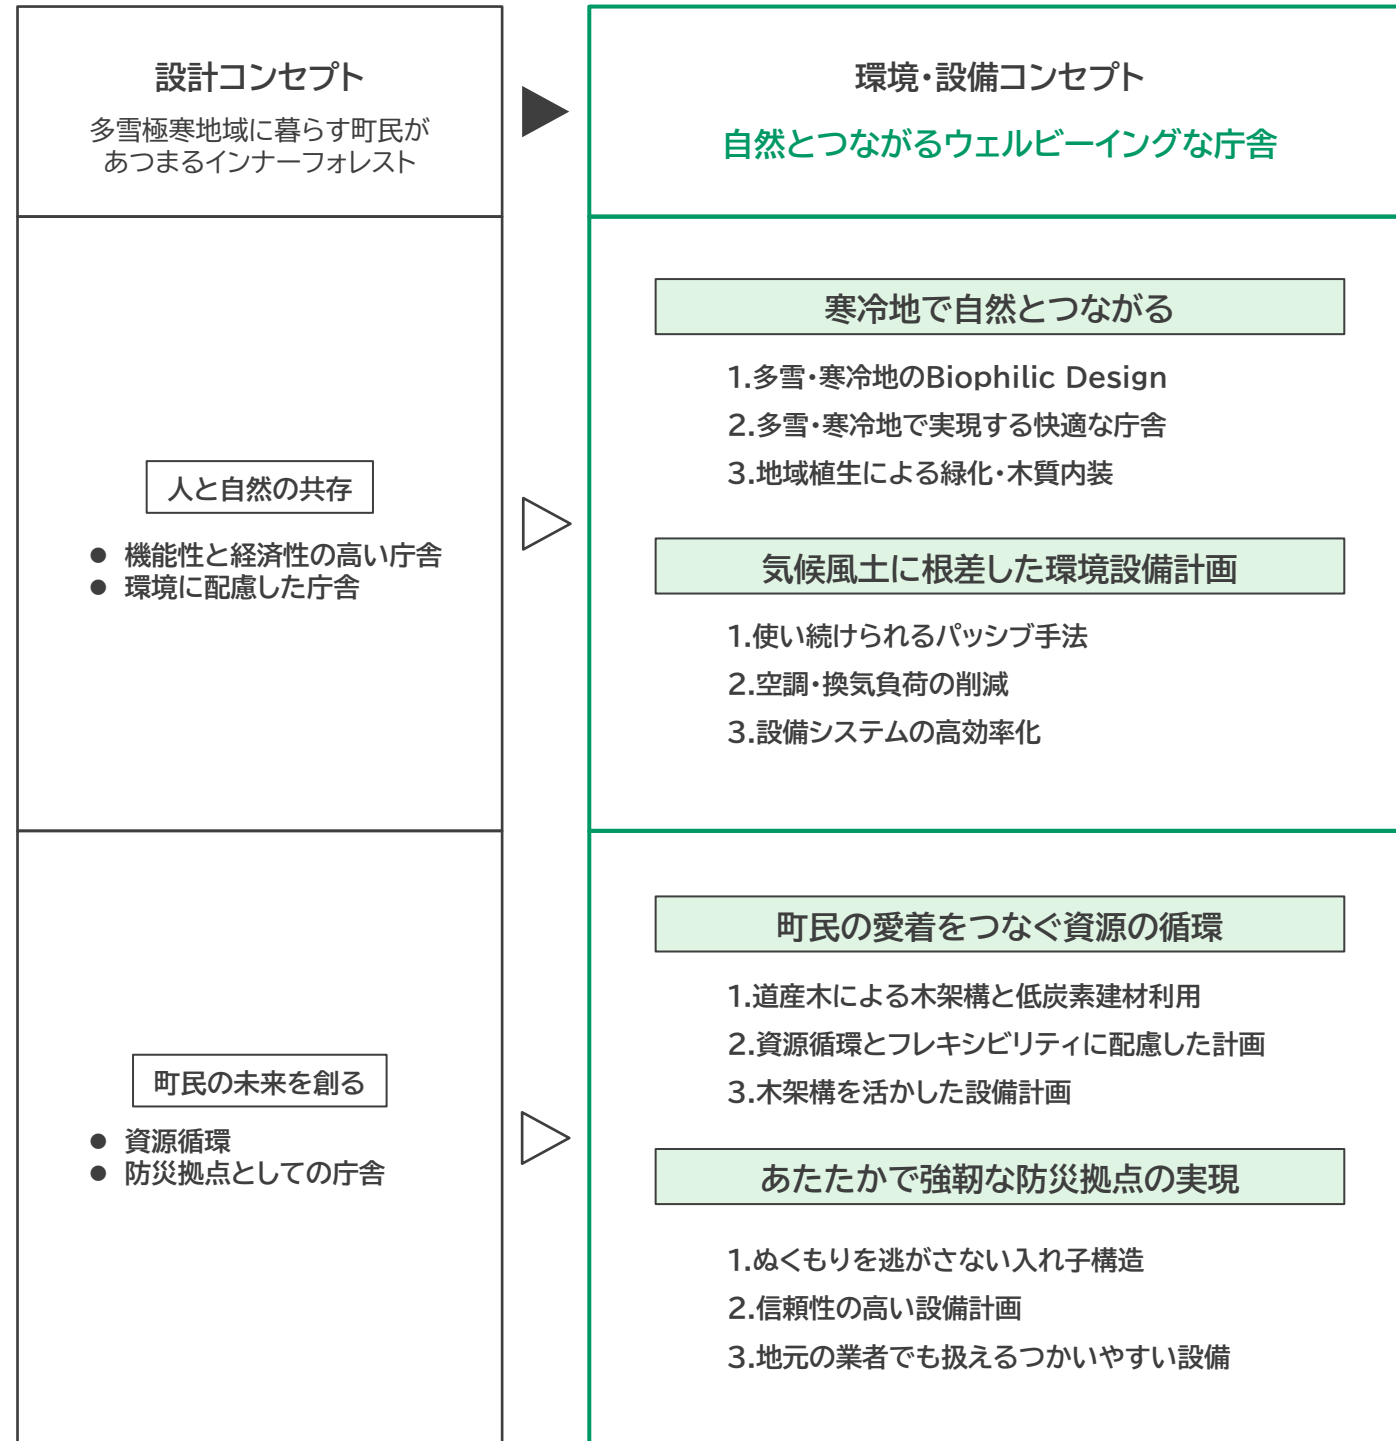 設計コンセプト
多雪極寒地域に暮らす町民が
あつまるインナーフォレスト
環境・設備コンセプト
自然とつながるウェルビーイングな庁舎
人と自然の共存
● 機能性と経済性の高い庁舎
● 環境に配慮した庁舎
寒冷地で自然とつながる
1.多雪・寒冷地のBiophilic Design
2.多雪・寒冷地で実現する快適な庁舎
3.地域植生による緑化・木質内装
気候風土に根差した環境設備計画
1.使い続けられるパッシブ手法
2.空調・換気負荷の削減
3.設備システムの高効率化
町民の未来を創る
● 資源循環
● 防災拠点としての庁舎
町民の愛着をつなぐ資源の循環
1.道産木による木架構と低炭素建材利用
2.資源循環とフレキシビリティに配慮した計画
3.木架構を活かした設備計画
あたたかで強靭な防災拠点の実現
1.ぬくもりを逃がさない入れ子構造
2.信頼性の高い設備計画
3.地元の業者でも扱えるつかいやすい設備